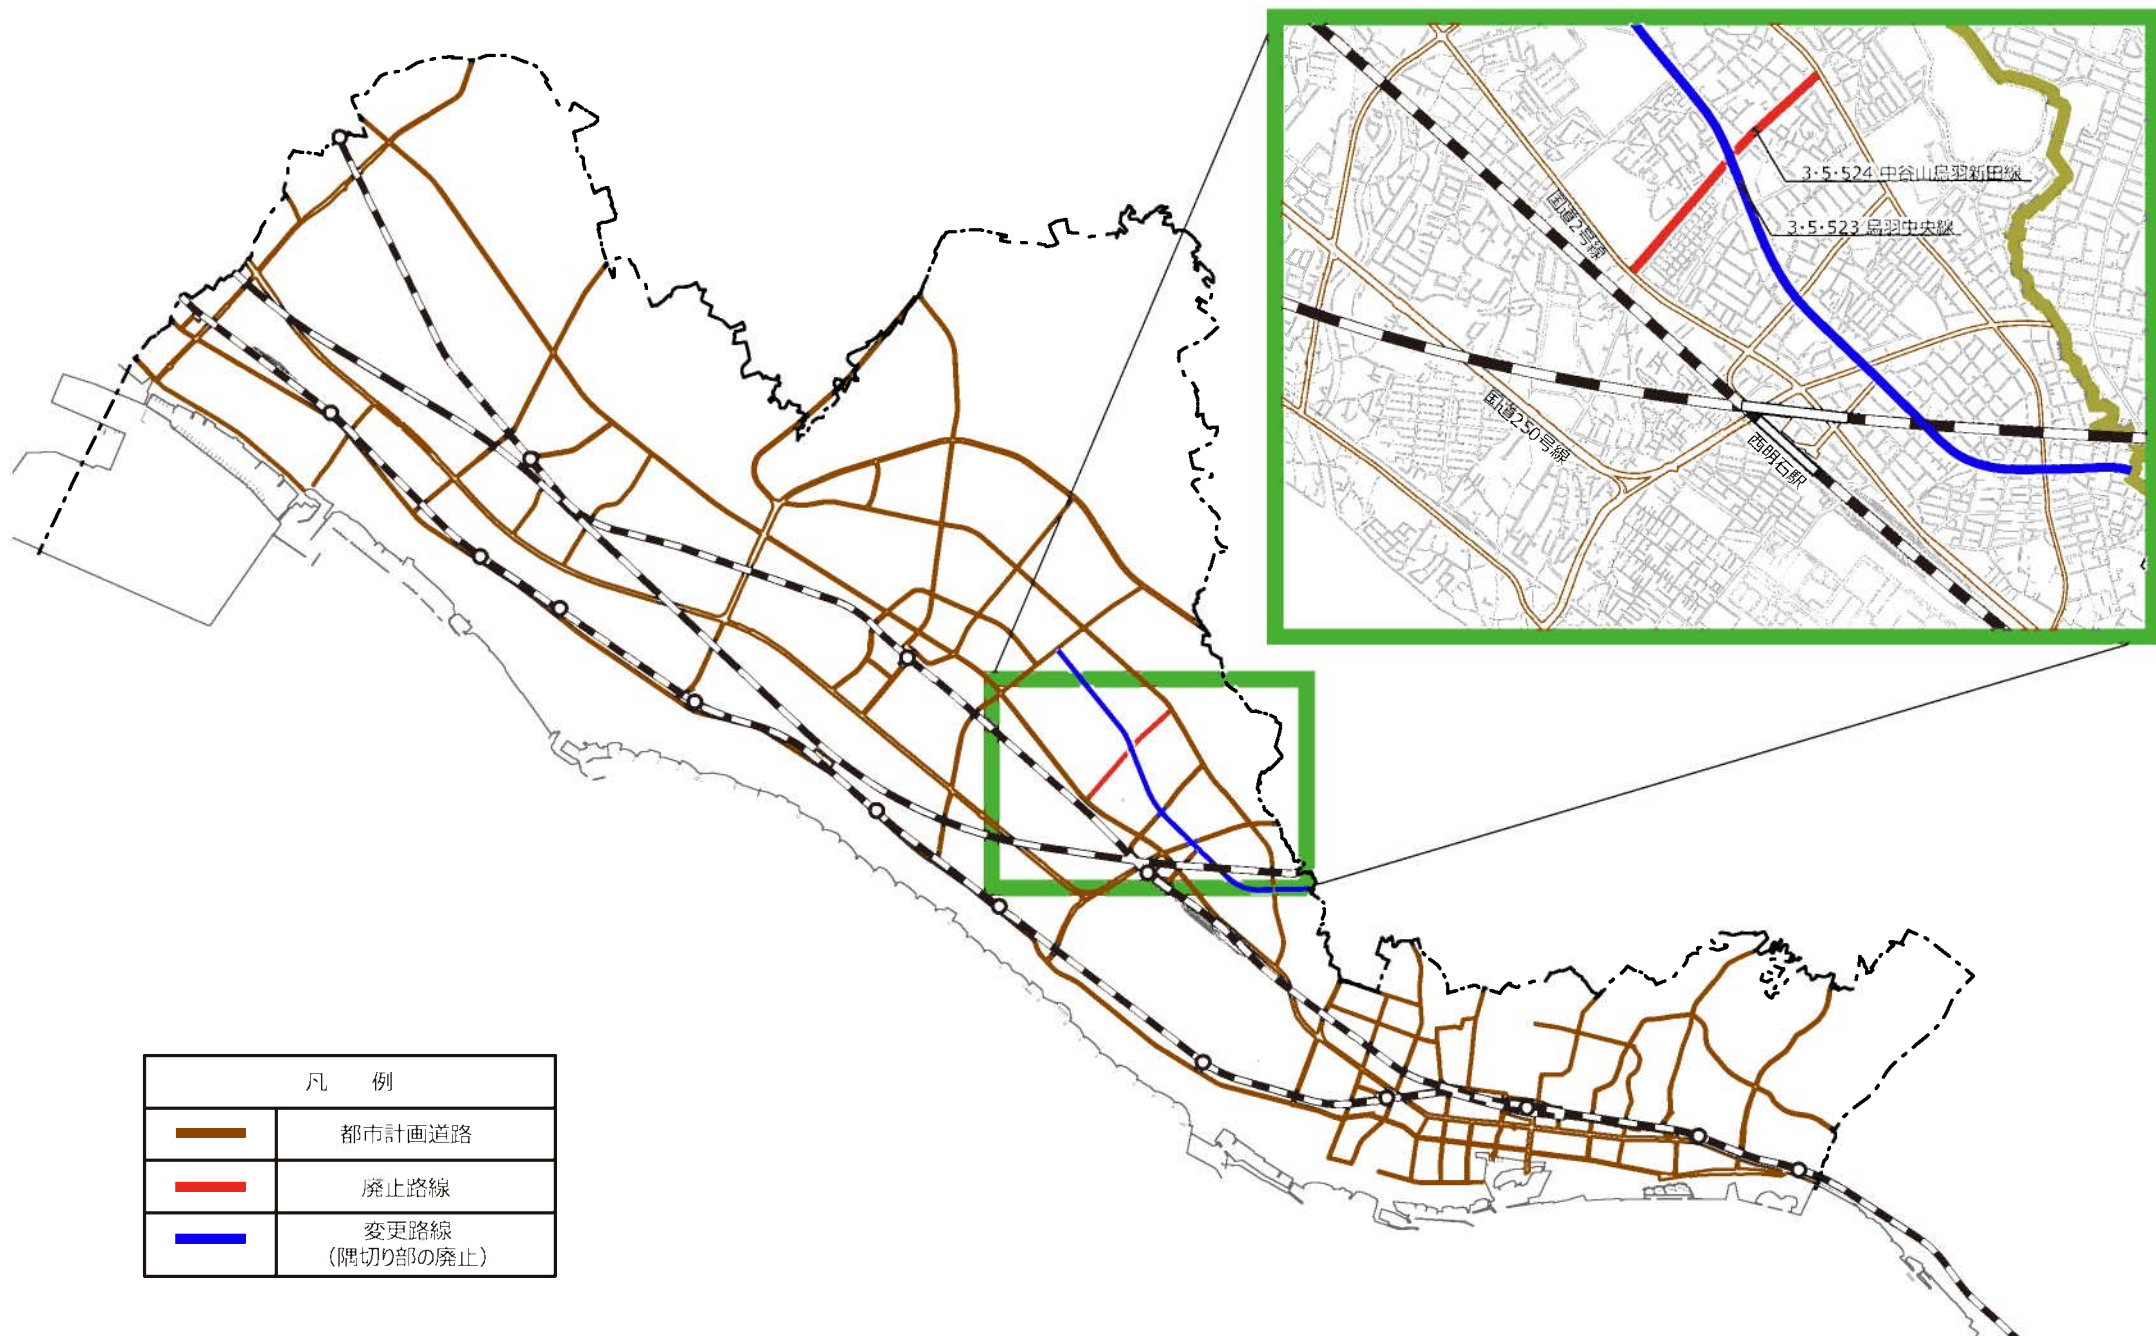 3・5・524 中谷山鳥羽新田線
3・5・523 鳥羽中央線
国道2号線
国道250号線
西明石駅
凡 例
都市計画道路
廃止路線
変更路線
(隅切り部の廃止)